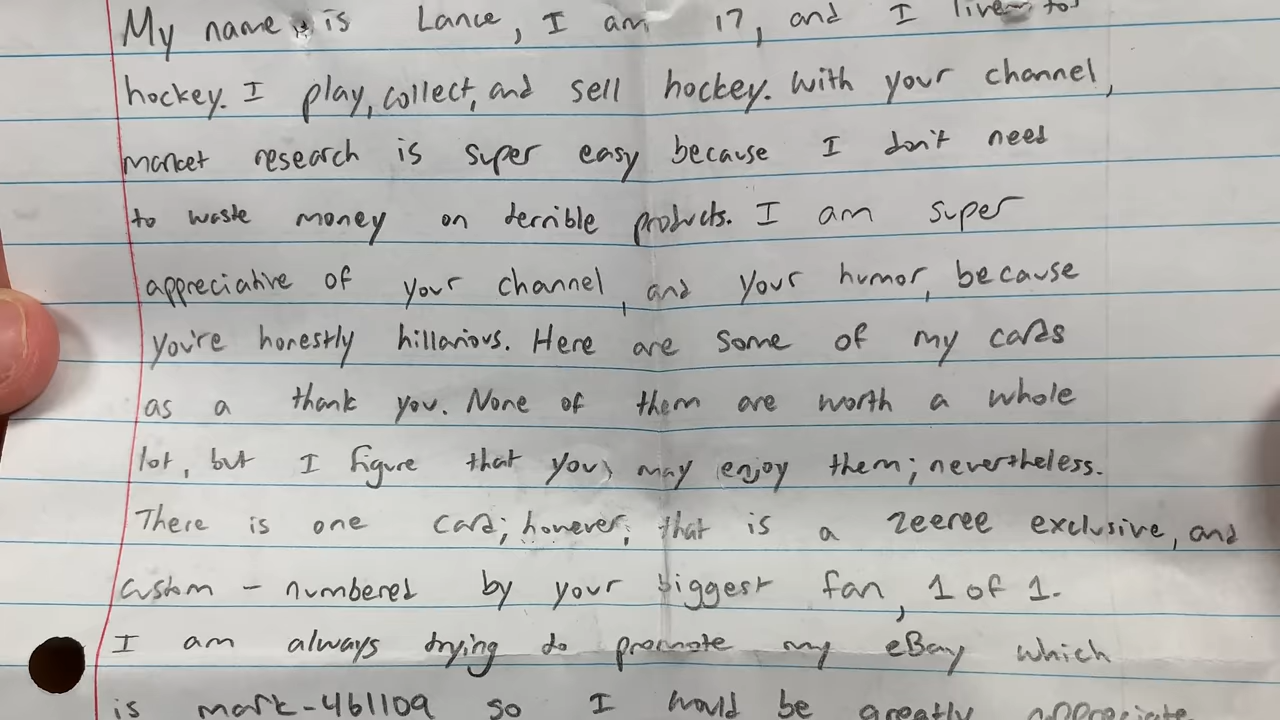 My name is Lance, I am 17, and I live for
hockey. I play, collect, and sell hockey. With your channel,
market research is super easy because I don't need
to waste money on terrible products. I am super
appreciative of your channel, and your humor, because
you're honestly hillarious. Here are some of my cards
as a thank you. None of them are worth a whole
lot, but I figure that you may enjoy them; nevertheless.
There is one card; however; that is a zeeree exclusive, and
custom - numbered by your biggest fan, 1 of 1.
I am always trying to promote my eBay which
is mark-461109 so I would be greatly appreciate